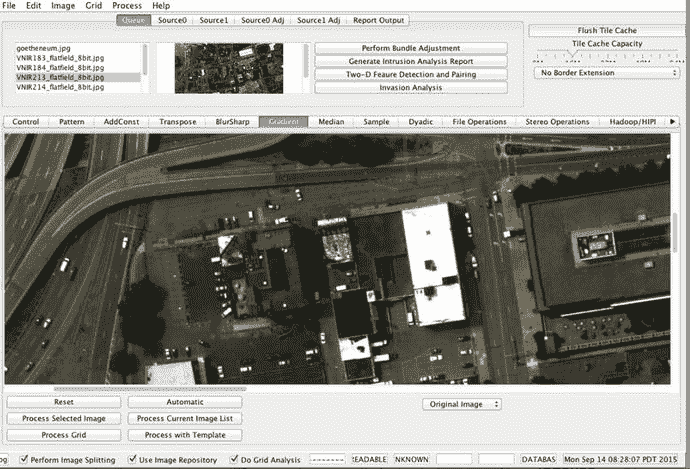 File Edit Image Grid Process Help
Queue Source0 Source1 Source0 Adj Source1 Adj Report Output
Flush Tile Cache
Tile Cache Capacity
goetheneum.jpg
VNIR183_flatfield_8bit.jpg
VNIR184_flatfield_8bit.jpg
VNIR213_flatfield_8bit.jpg
VNIR214_flatfield_8bit.jpg
Perform Bundle Adjustment
Generate Intrusion Analysis Report
Two-D Feaure Detection and Pairing
Invasion Analysis
No Border Extension
Control Pattern AddConst Transpose BlurSharp Gradient Median Sample Dyadic File Operations Stereo Operations Hadoop/HIPI
Reset Automatic Original Image
Process Selected Image Process Current Image List
Process Grid Process with Template
Perform Image Splitting Use Image Repository Do Grid Analysis EADABLE NKNOWN DATABAS Mon Sep 14 08:28:07 PDT 2015